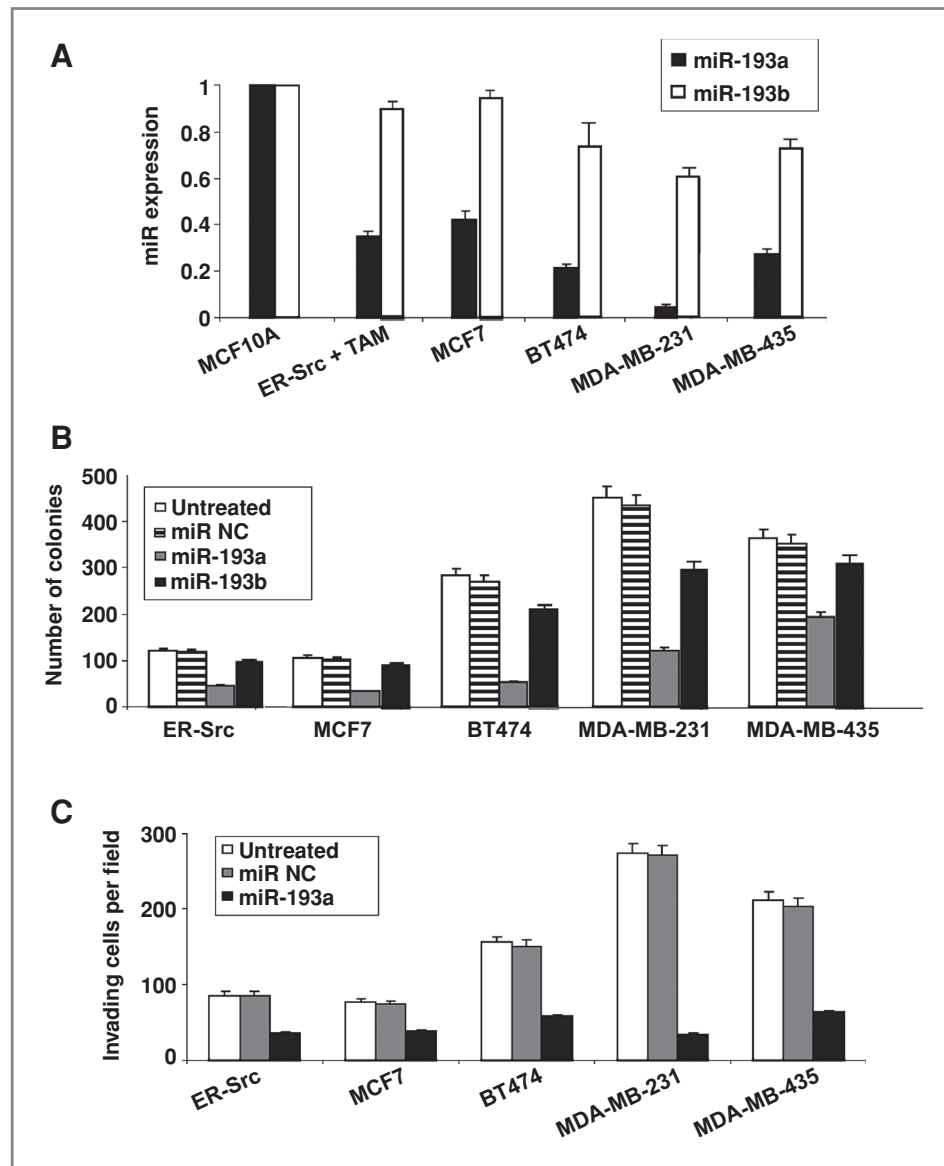 A
miR-193a
miR-193b
miR expression
1
0.8
0.6
0.4
0.2
0
MCF10A
ER-Src + TAM
MCF7
BT474
MDA-MB-231
MDA-MB-435
B
Number of colonies
500
400
300
200
100
0
Untreated
miR NC
miR-193a
miR-193b
ER-Src
MCF7
BT474
MDA-MB-231
MDA-MB-435
C
Invading cells per field
300
200
100
0
Untreated
miR NC
miR-193a
ER-Src
MCF7
BT474
MDA-MB-231
MDA-MB-435